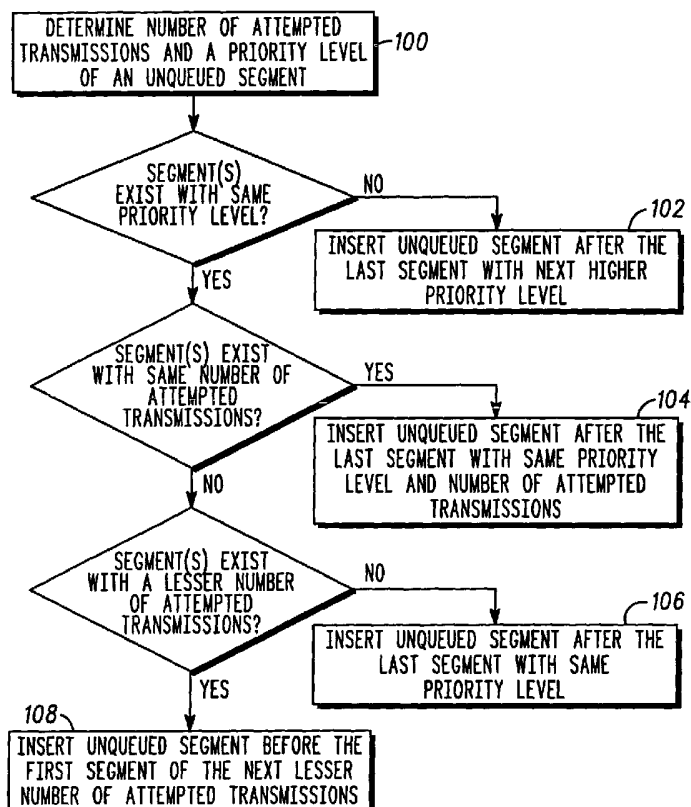 DETERMINE NUMBER OF ATTEMPTED
TRANSMISSIONS AND A PRIORITY LEVEL
OF AN UNQUEUED SEGMENT
100
SEGMENT(S)
EXIST WITH SAME
PRIORITY LEVEL?
NO
102
INSERT UNQUEUED SEGMENT AFTER THE
LAST SEGMENT WITH NEXT HIGHER
PRIORITY LEVEL
YES
SEGMENT(S) EXIST
WITH SAME NUMBER OF
ATTEMPTED
TRANSMISSIONS?
YES
104
INSERT UNQUEUED SEGMENT AFTER THE
LAST SEGMENT WITH SAME PRIORITY
LEVEL AND NUMBER OF ATTEMPTED
TRANSMISSIONS
NO
SEGMENT(S) EXIST
WITH A LESSER NUMBER
OF ATTEMPTED
TRANSMISSIONS?
NO
106
INSERT UNQUEUED SEGMENT AFTER THE
LAST SEGMENT WITH SAME
PRIORITY LEVEL
YES
108
INSERT UNQUEUED SEGMENT BEFORE THE
FIRST SEGMENT OF THE NEXT LESSER
NUMBER OF ATTEMPTED TRANSMISSIONS